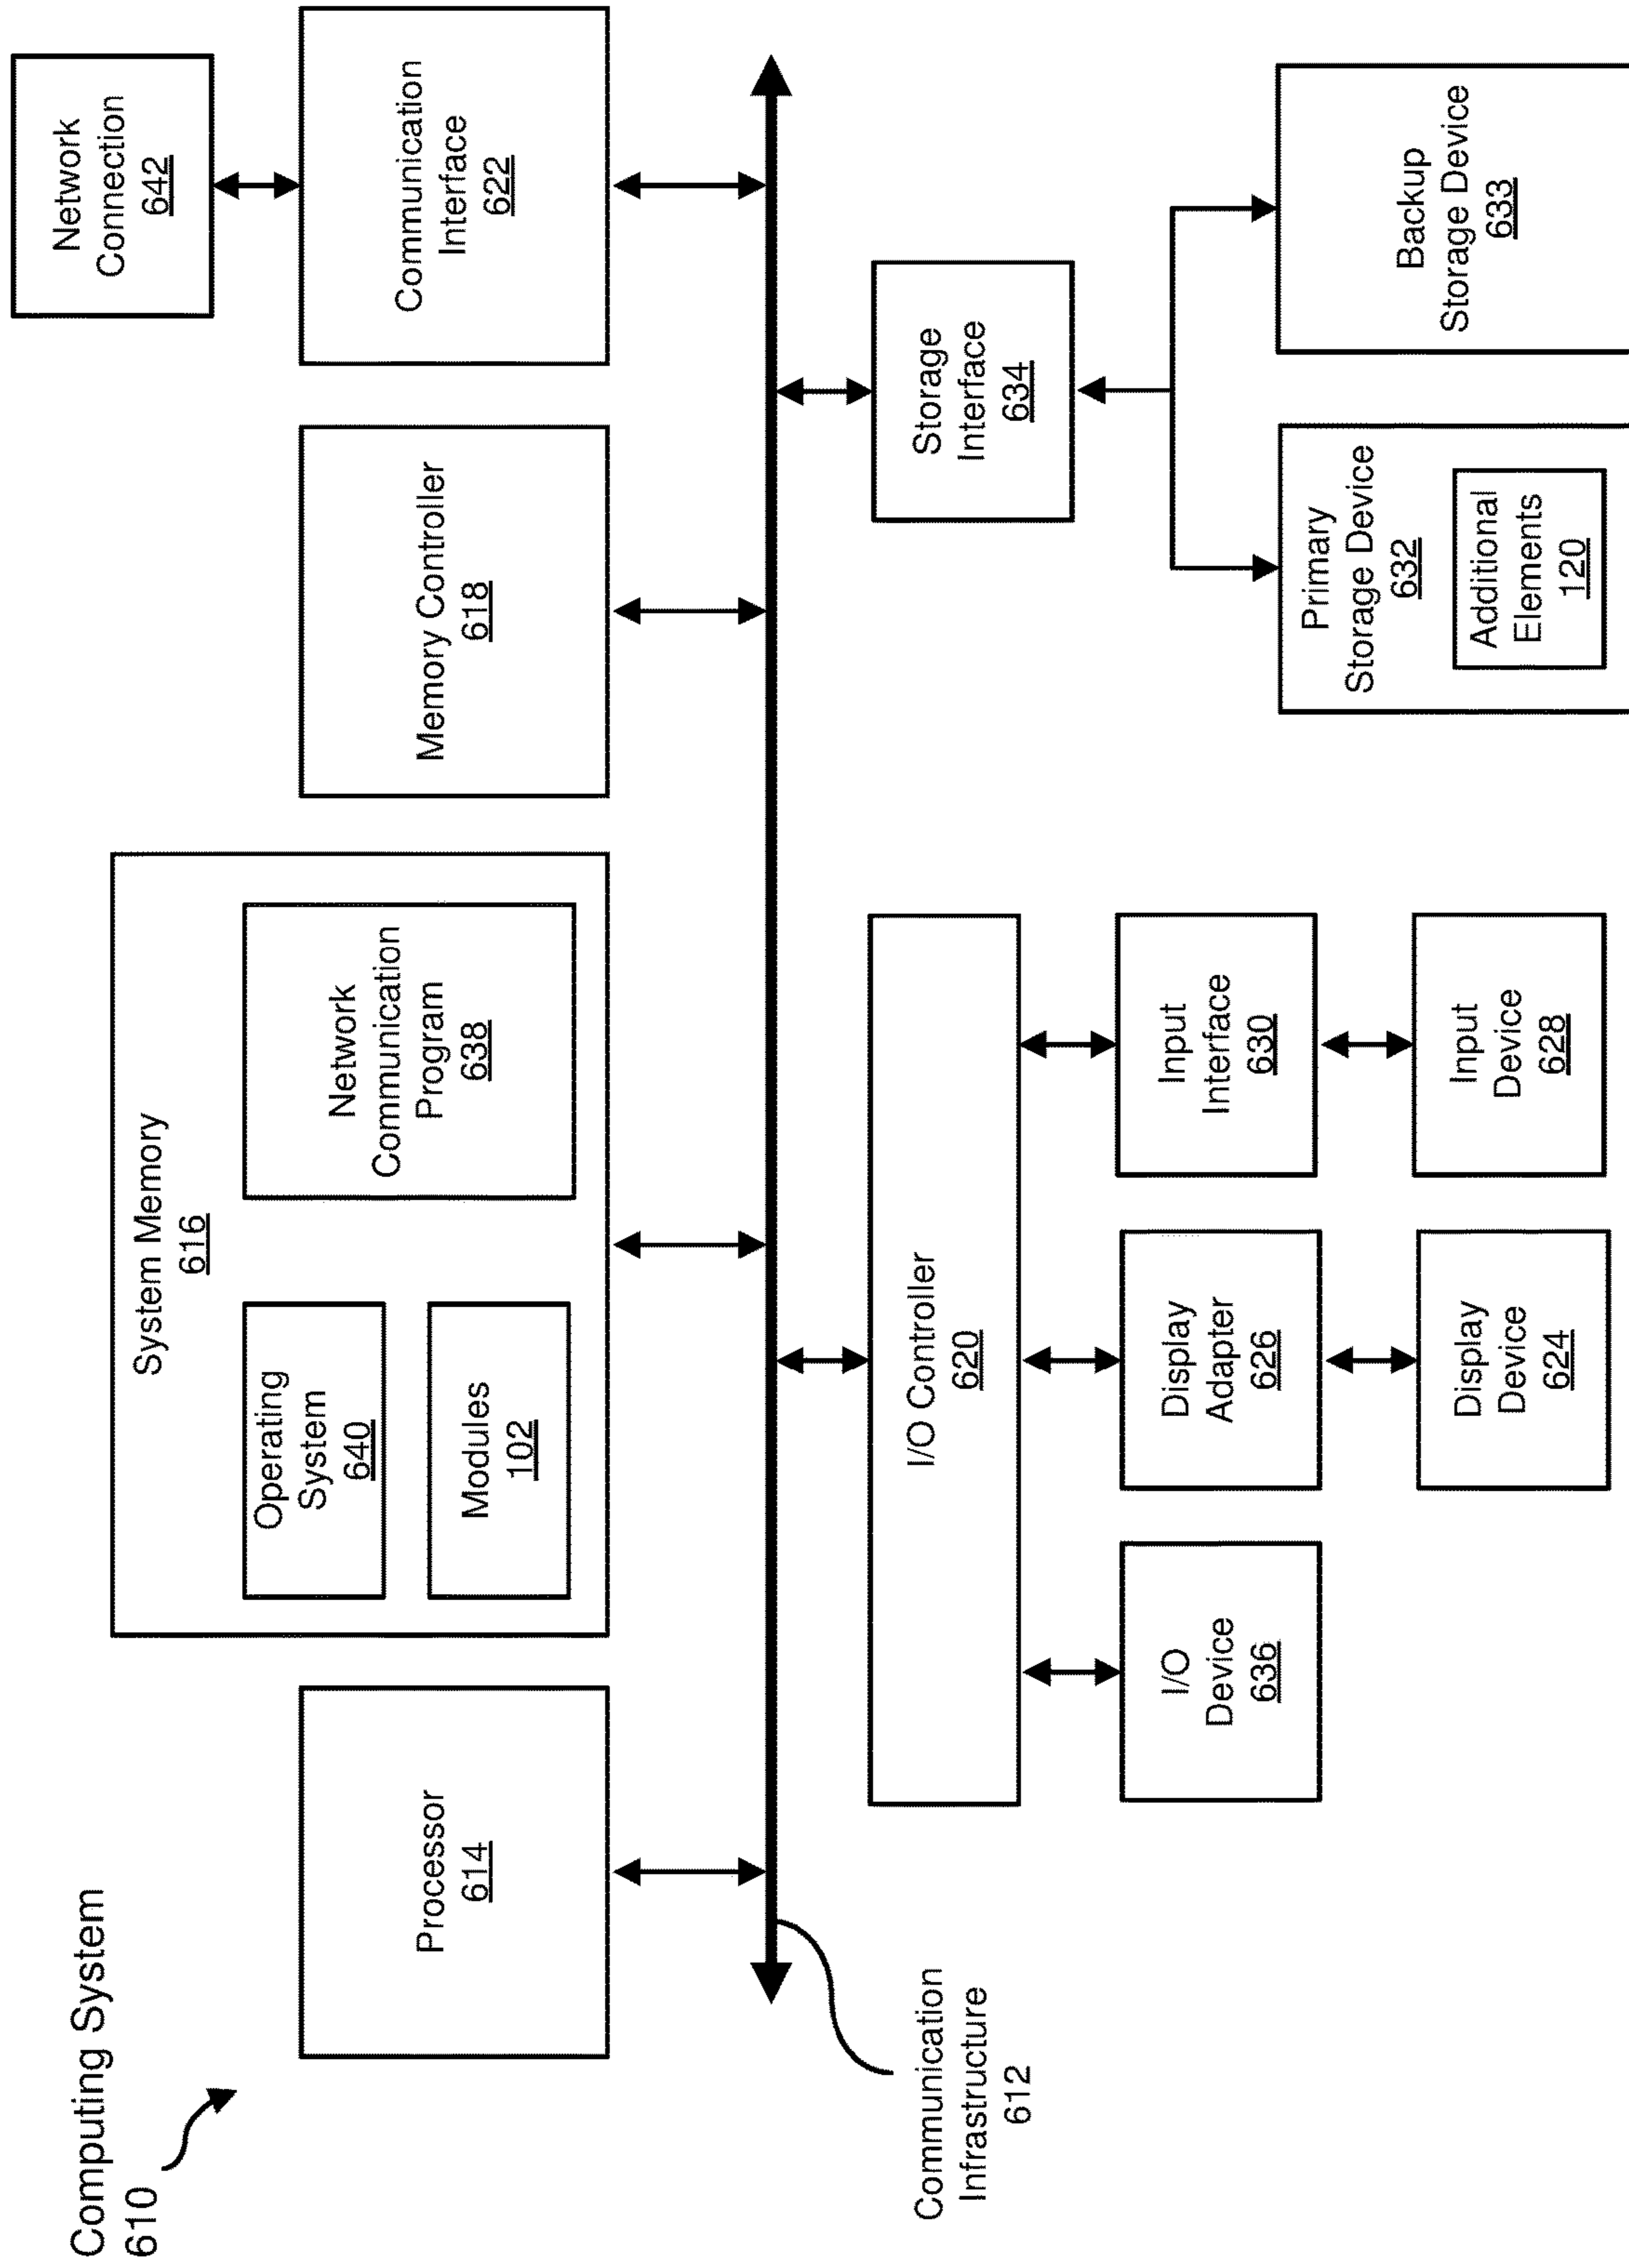 Computing System
610
Processor
614
System Memory
616
Operating
System
640
Modules
102
Network
Communication
Program
638
Memory Controller
618
Network
Connection
642
Communication
Interface
622
Communication
Infrastructure
612
I/O Controller
620
I/O
Device
636
Display
Adapter
626
Display
Device
624
Input
Interface
630
Input
Device
628
Storage
Interface
634
Primary
Storage Device
632
Additional
Elements
120
Backup
Storage Device
633